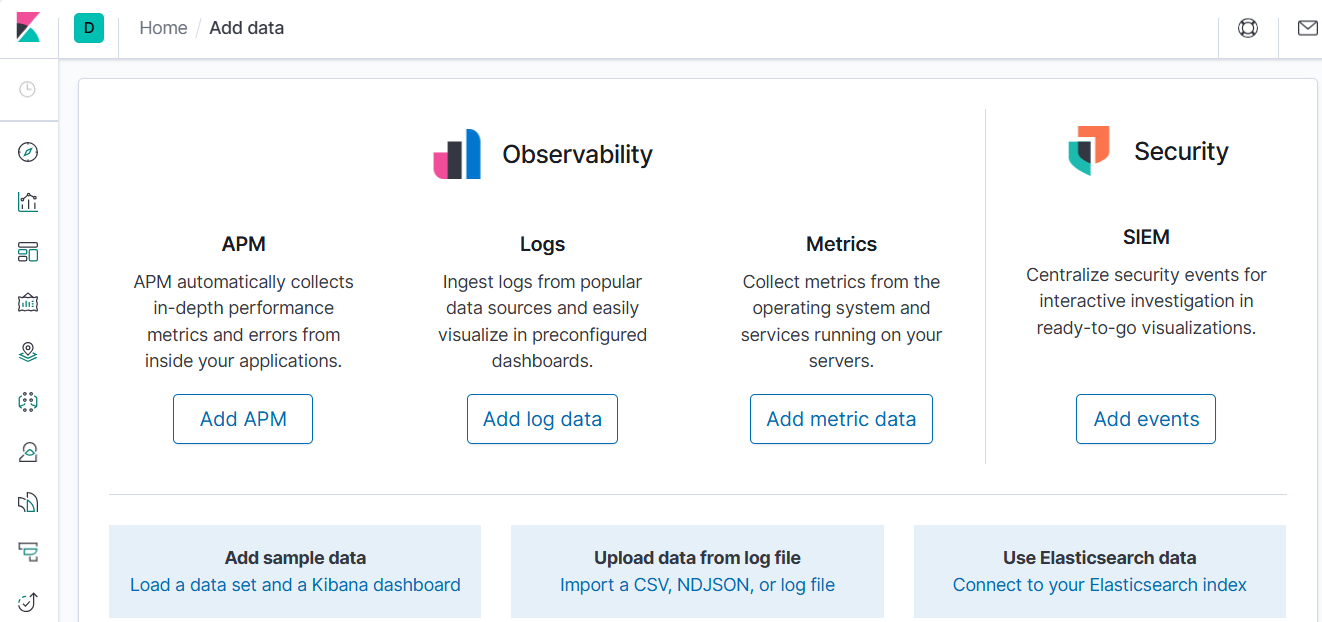 D
Home / Add data
Observability
Security
APM
APM automatically collects
in-depth performance
metrics and errors from
inside your applications.
Add APM
Logs
Ingest logs from popular
data sources and easily
visualize in preconfigured
dashboards.
Add log data
Metrics
Collect metrics from the
operating system and
services running on your
servers.
Add metric data
SIEM
Centralize security events for
interactive investigation in
ready-to-go visualizations.
Add events
Add sample data
Load a data set and a Kibana dashboard
Upload data from log file
Import a CSV, NDJSON, or log file
Use Elasticsearch data
Connect to your Elasticsearch index